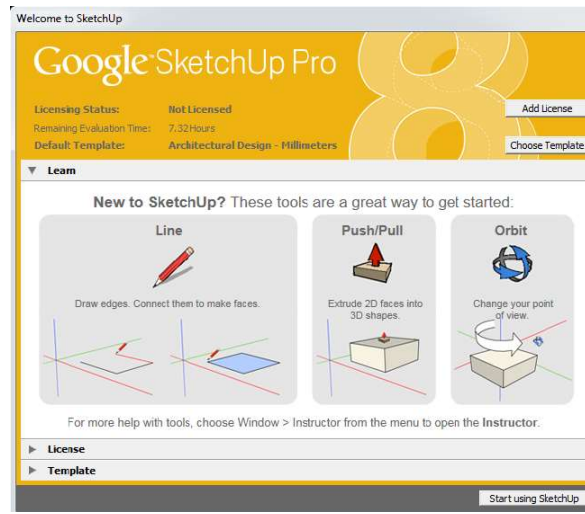 Welcome to SketchUp
Google™ SketchUp Pro
8
Licensing Status: Not Licensed
Add License
Remaining Evaluation Time: 7.32 Hours
Default Template: Architectural Design - Millimeters
Choose Template
Learn
New to SketchUp? These tools are a great way to get started:
Line
Push/Pull
Orbit
Draw edges. Connect them to make faces.
Extrude 2D faces into
3D shapes.
Change your point
of view.
For more help with tools, choose Window > Instructor from the menu to open the Instructor.
License
Template
Start using SketchUp